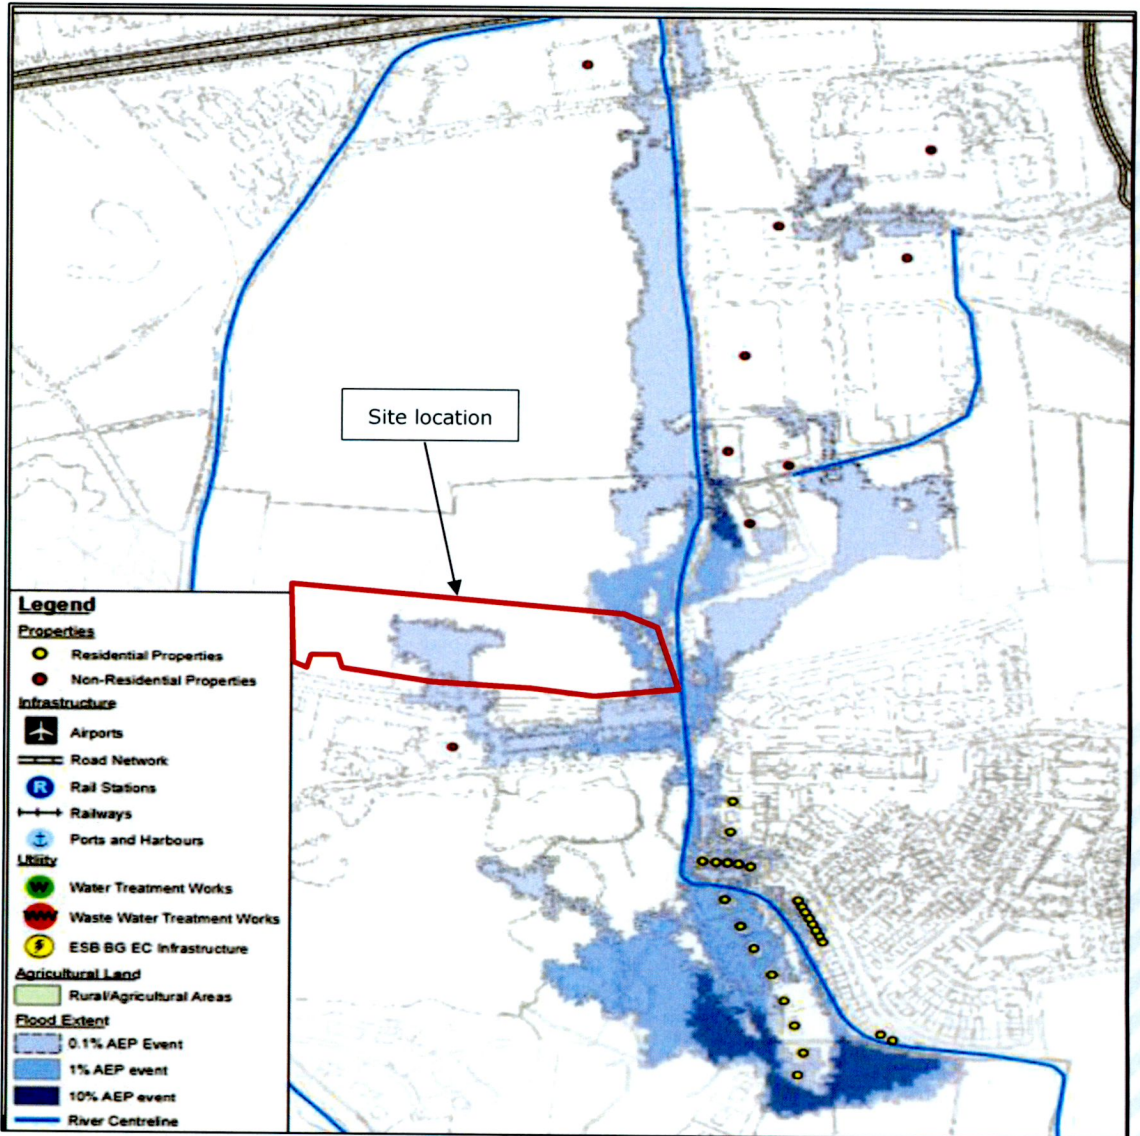 Site location
Legend
Properties
Residential Properties
Non-Residential Properties
Infrastructure
Airports
Road Network
R
Rail Stations
Railways
Ports and Harbours
Utility
W
Water Treatment Works
WW
Waste Water Treatment Works
ESB BG EC Infrastructure
Agricultural Land
Rural/Agricultural Areas
Flood Extent
0.1% AEP Event
1% AEP event
10% AEP event
River Centreline